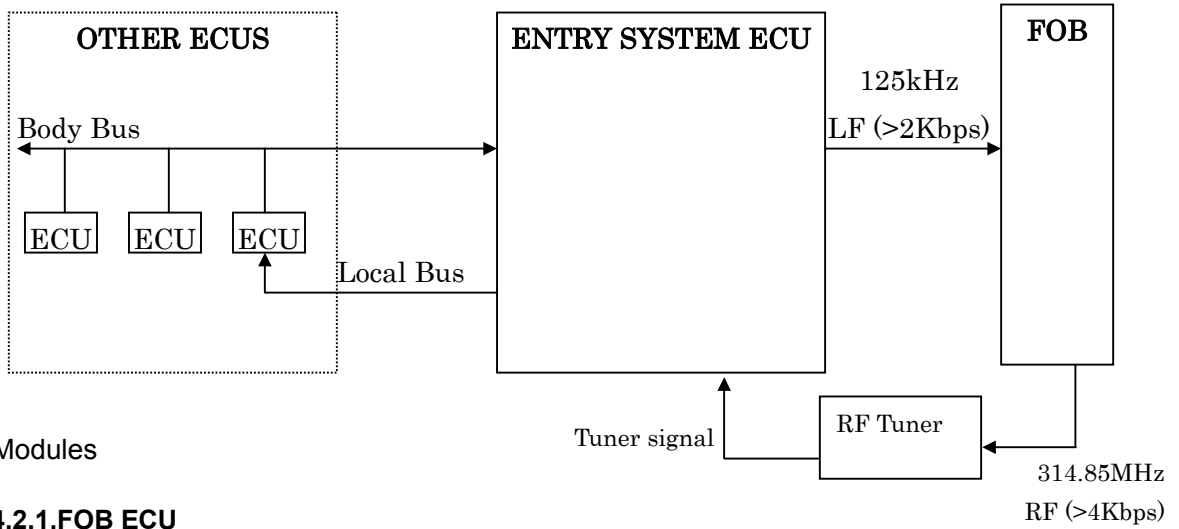 OTHER ECUS
ENTRY SYSTEM ECU
FOB
125kHz
LF (>2Kbps)
Body Bus
ECU
ECU
ECU
Local Bus
Tuner signal
RF Tuner
314.85MHz
RF (>4Kbps)
Modules
4.2.1.FOB ECU